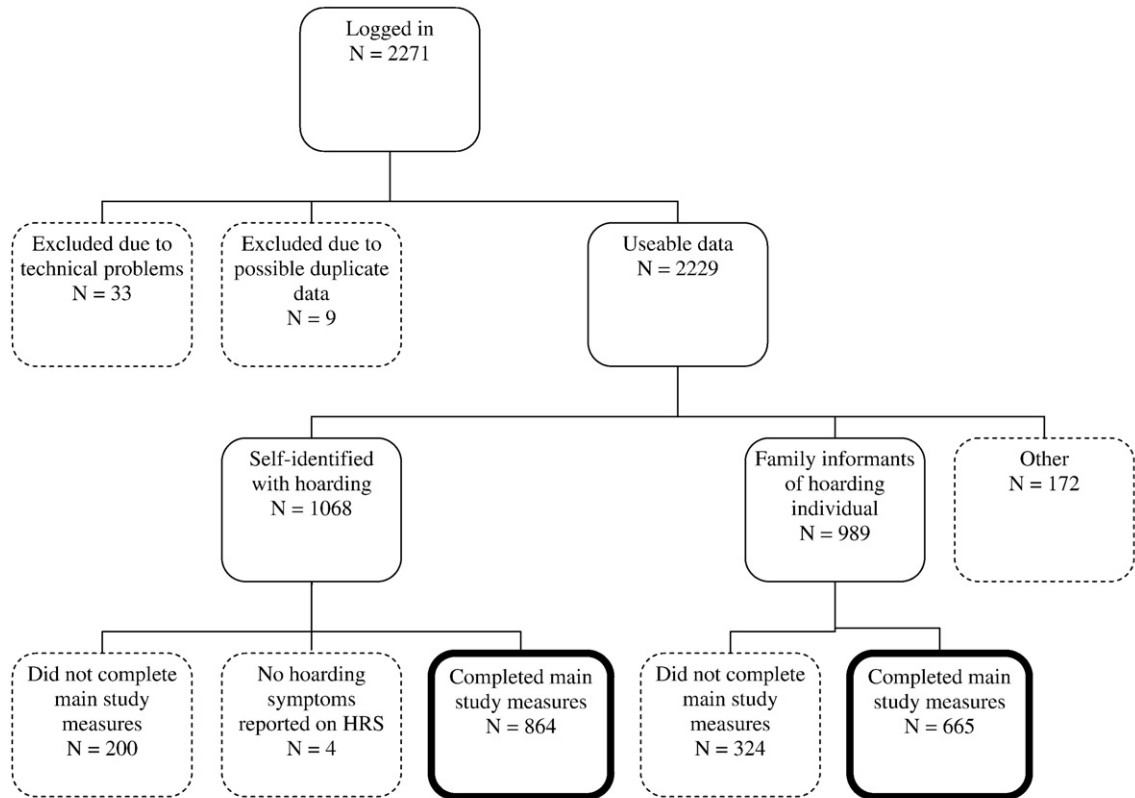 Logged in
N = 2271
Excluded due to
technical problems
N = 33
Excluded due to
possible duplicate
data
N = 9
Useable data
N = 2229
Self-identified
with hoarding
N = 1068
Family informants
of hoarding
individual
N = 989
Other
N = 172
Did not complete
main study
measures
N = 200
No hoarding
symptoms
reported on HRS
N = 4
Completed main
study measures
N = 864
Did not complete
main study
measures
N = 324
Completed main
study measures
N = 665